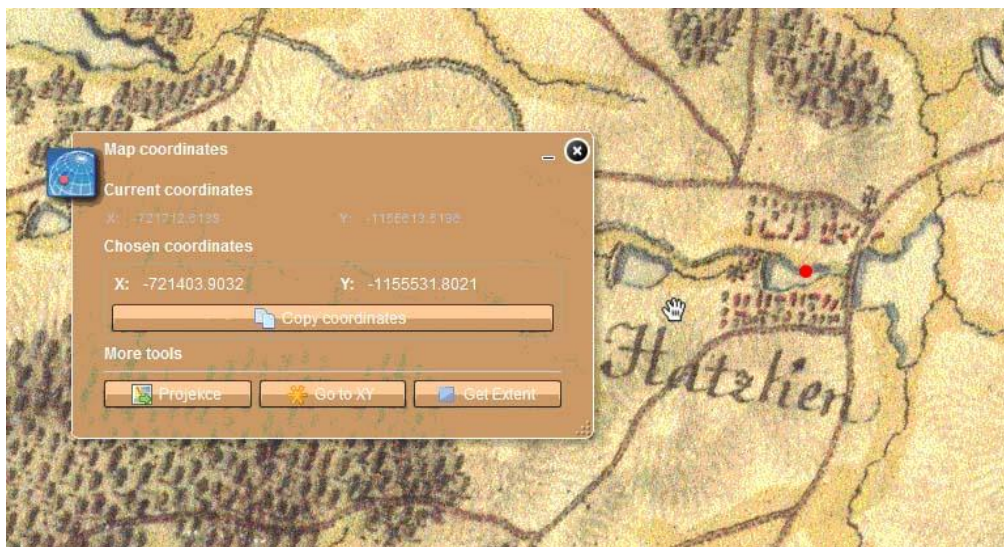 Map coordinates
Current coordinates
Chosen coordinates
X: -721403.9032 Y: -1155531.8021
Copy coordinates
More tools
Projekce Go to XY Get Extent
Hatzlien